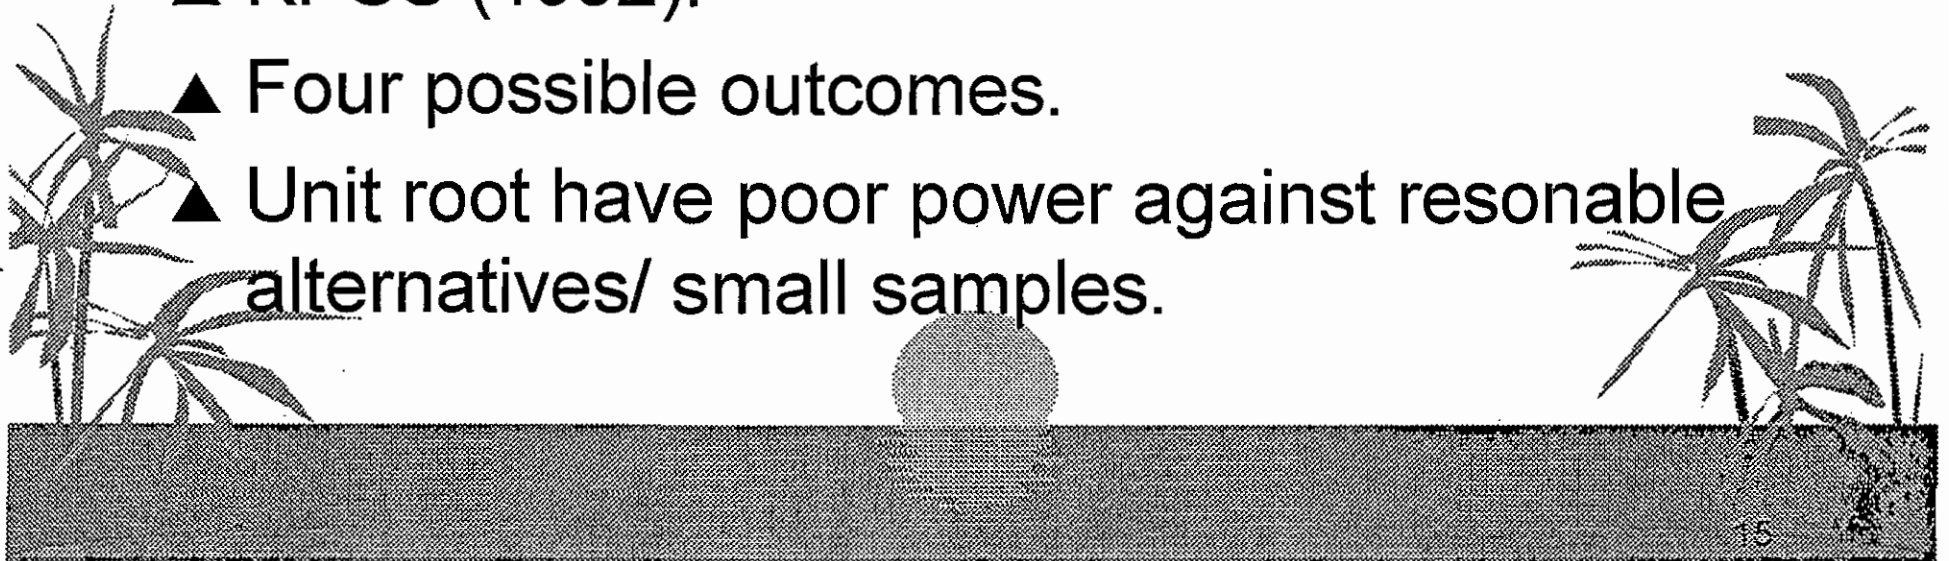 ▲ Four possible outcomes.
▲ Unit root have poor power against resonable
alternatives/ small samples.
15